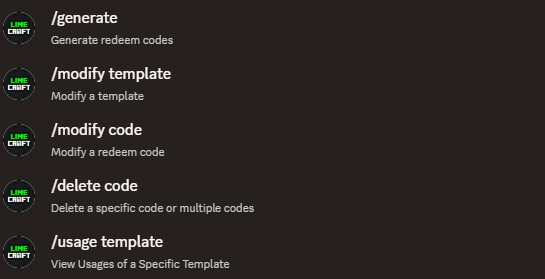 LIME
CRAFT
/generate
Generate redeem codes
LIME
CRAFT
/modify template
Modify a template
LIME
CRAFT
/modify code
Modify a redeem code
LIME
CRAFT
/delete code
Delete a specific code or multiple codes
LIME
CRAFT
/usage template
View Usages of a Specific Template